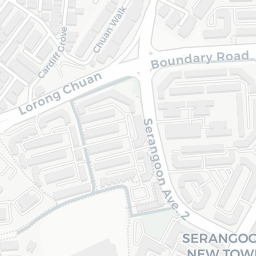 Cardiff Grove
Chuan Walk
Boundary Road
Lorong Chuan
Serangoon Ave. 2
SERANGOO
NEW TOW